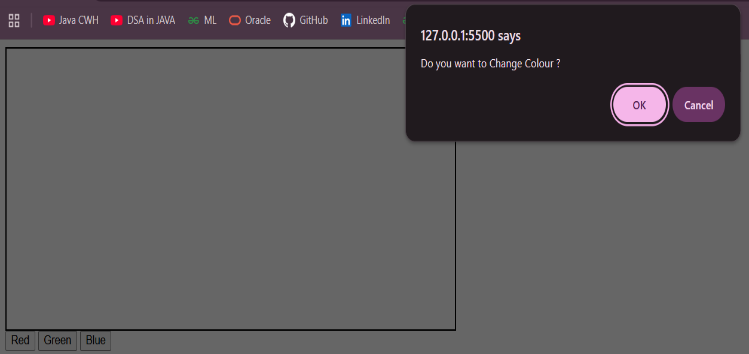 Java CWH DSA in JAVA ML Oracle GitHub LinkedIn
127.0.0.1:5500 says
Do you want to Change Colour ?
OK Cancel
Red Green Blue